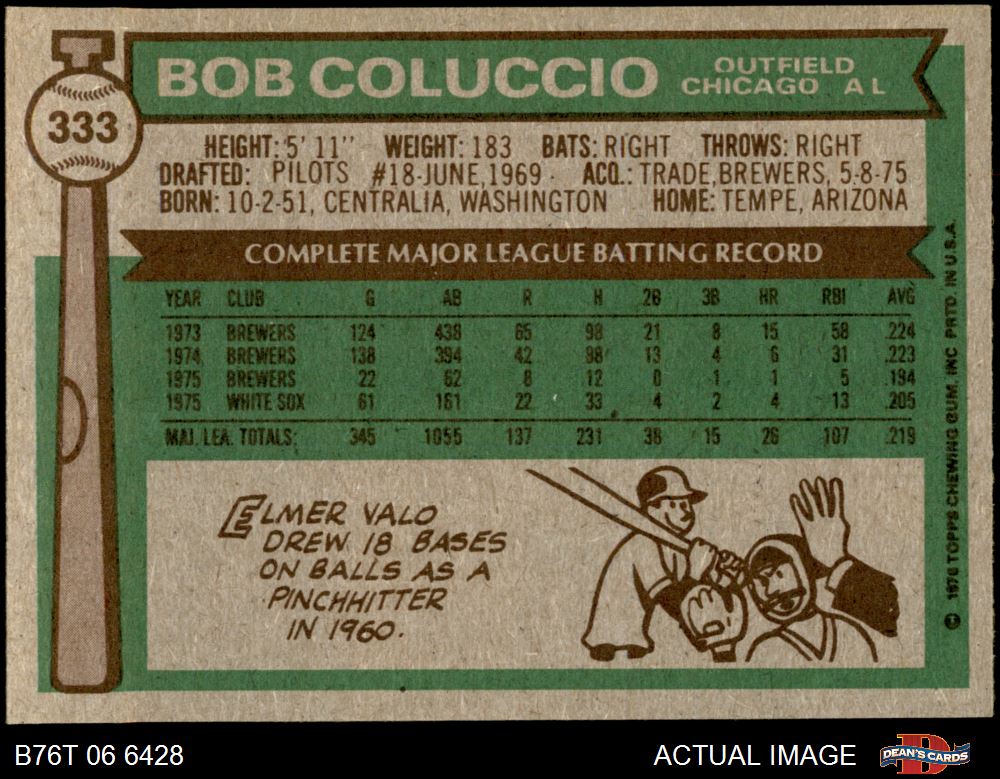 333
BOB COLUCCIO
OUTFIELD
CHICAGO A L
HEIGHT: 5' 11" WEIGHT: 183 BATS: RIGHT THROWS: RIGHT
DRAFTED: PILOTS #18-JUNE,1969 - ACQ.: TRADE,BREWERS, 5-8-75
BORN: 10-2-51, CENTRALIA, WASHINGTON HOME: TEMPE, ARIZONA
COMPLETE MAJOR LEAGUE BATTING RECORD
YEAR CLUB G AB R H 2B 3B HR RBI AVG
1973 BREWERS 124 438 65 98 21 8 15 58 .224
1974 BREWERS 138 394 42 88 13 4 6 31 .223
1975 BREWERS 22 62 8 12 0 1 1 5 .194
1975 WHITE SOX 61 161 22 33 4 2 4 13 .205
MAJ. LEA. TOTALS: 345 1055 137 231 38 15 26 107 .219
ELMER VALO
DREW 18 BASES
ON BALLS AS A
PINCHHITTER
IN 1960.
© 1976 TOPPS CHEWING GUM, INC PRTD. IN U.S.A.
B76T 06 6428
ACTUAL IMAGE
D
DEAN'S CARDS